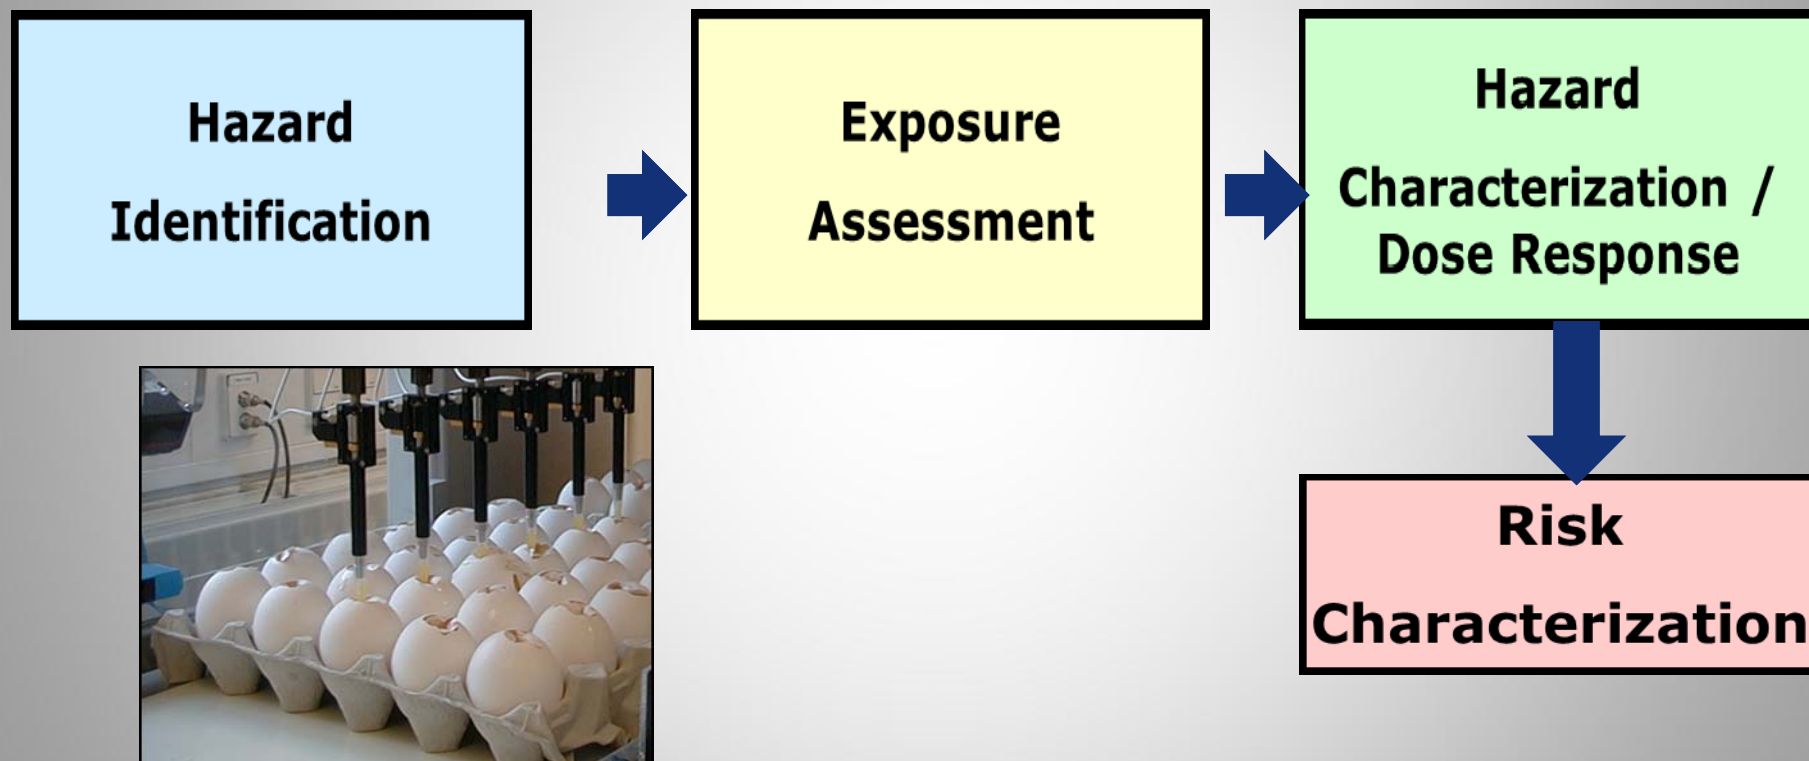 Hazard
Identification
Exposure
Assessment
Hazard
Characterization /
Dose Response
Risk
Characterization